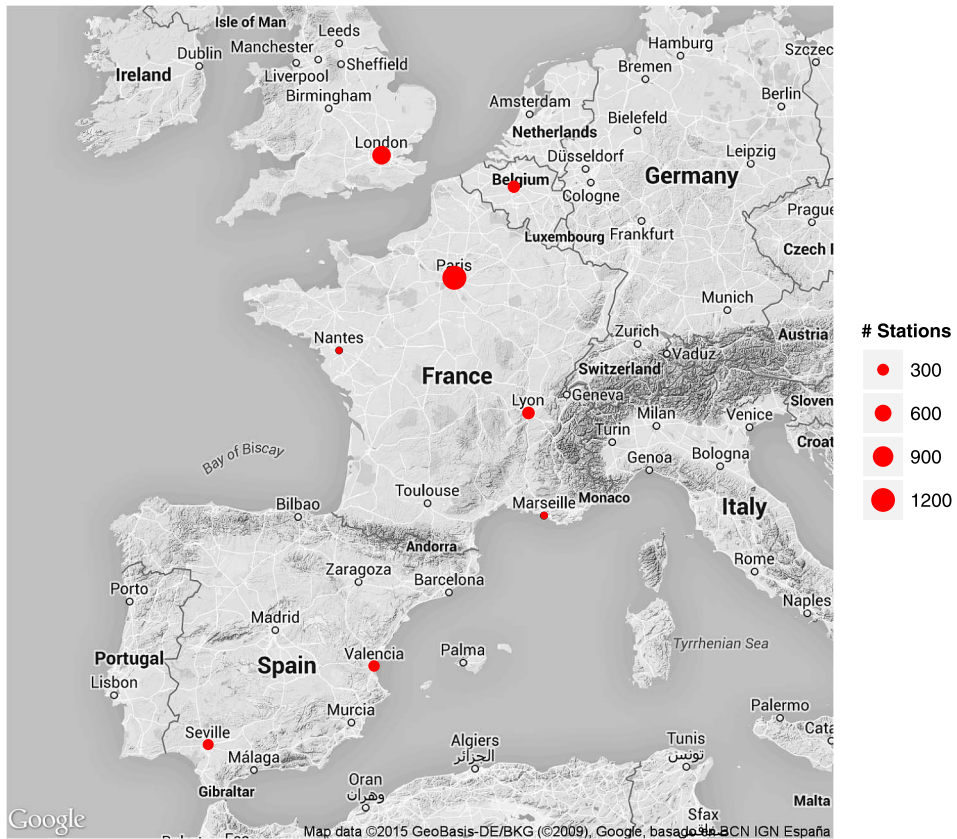 Isle of Man
Leeds
Hamburg
Szczec
Dublin
Manchester
Sheffield
Bremen
Ireland
Liverpool
Berlin
Birmingham
Amsterdam
Bielefeld
Netherlands
London
Düsseldorf
Leipzig
Belgium
Germany
Cologne
Prague
Luxembourg
Frankfurt
Czech R
Paris
Munich
Nantes
Zurich
Austria
Vaduz
Switzerland
France
Geneva
Lyon
Sloven
Milan
Venice
Turin
Croat
Bay of Biscay
Genoa
Bologna
Toulouse
Marseille
Monaco
Bilbao
Italy
Andorra
Rome
Zaragoza
Barcelona
Porto
Naples
Madrid
Tyrrhenian Sea
Valencia
Palma
Portugal
Spain
Lisbon
Murcia
Palermo
Seville
Cata
Algiers
الجزائر
Tunis
تونس
Málaga
Oran
وهران
Gibraltar
Malta
Sfax
Google
Map data ©2015 GeoBasis-DE/BKG (©2009), Google, basado en BCN IGN España
# Stations
300
600
900
1200